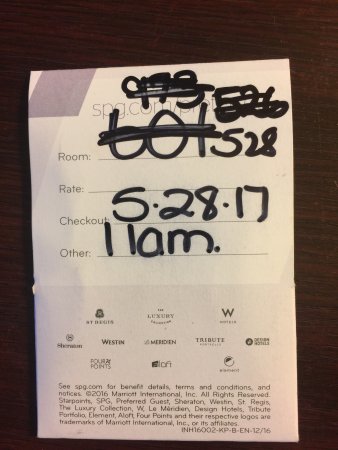 spg.com/
601 528
Room:
Rate:
Checkout: 5.28.17
Other: 11am.
ST REGIS THE LUXURY COLLECTION W HOTELS
Sheraton WESTIN LE MERIDIEN TRIBUTE PORTFOLIO DESIGN HOTELS
FOUR POINTS aloft element
See spg.com for benefit details, terms and conditions, and
notices. ©2016 Marriott International, Inc. All Rights Reserved.
Starpoints, SPG, Preferred Guest, Sheraton, Westin, St. Regis,
The Luxury Collection, W, Le Méridien, Design Hotels, Tribute
Portfolio, Element, Aloft, Four Points and their respective logos are
trademarks of Marriott International, Inc., or its affiliates.
INH16002-KP-B-EN-12/16